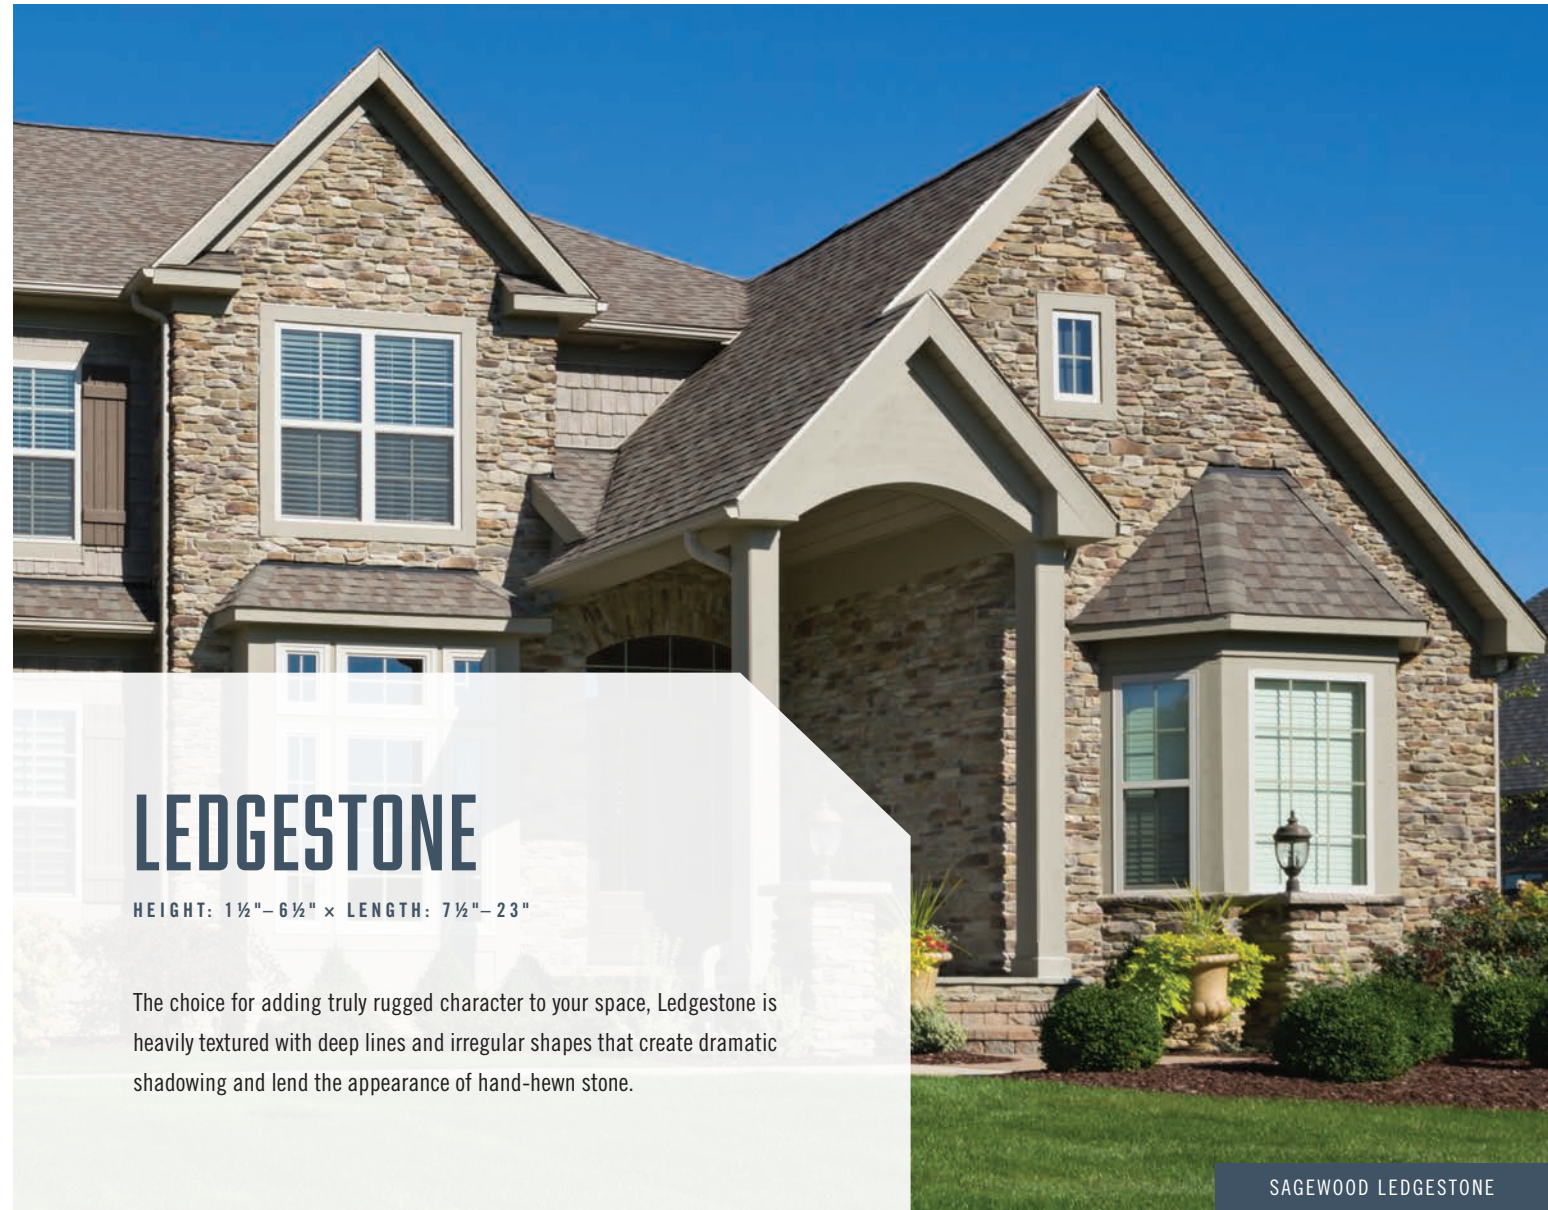 LEDGESTONE
HEIGHT: 1½"–6½" × LENGTH: 7½"–23"
The choice for adding truly rugged character to your space, Ledgestone is
heavily textured with deep lines and irregular shapes that create dramatic
shadowing and lend the appearance of hand-hewn stone.
SAGEWOOD LEDGESTONE